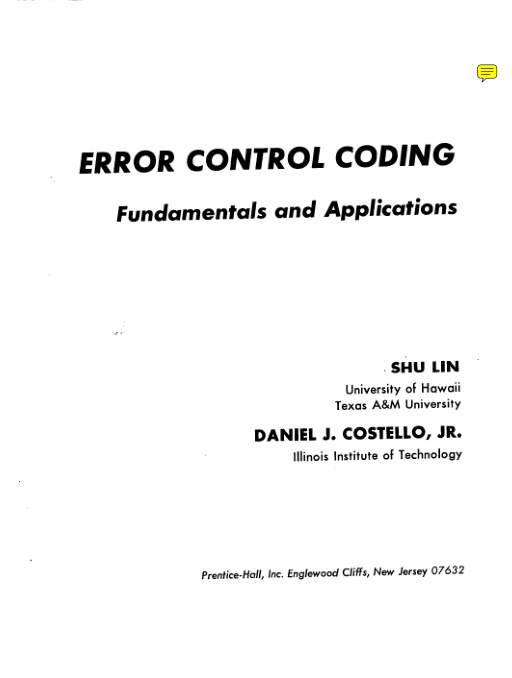 ERROR CONTROL CODING
Fundamentals and Applications
SHU LIN
University of Hawaii
Texas A&M University
DANIEL J. COSTELLO, JR.
Illinois Institute of Technology
Prentice-Hall, Inc. Englewood Cliffs, New Jersey 07632